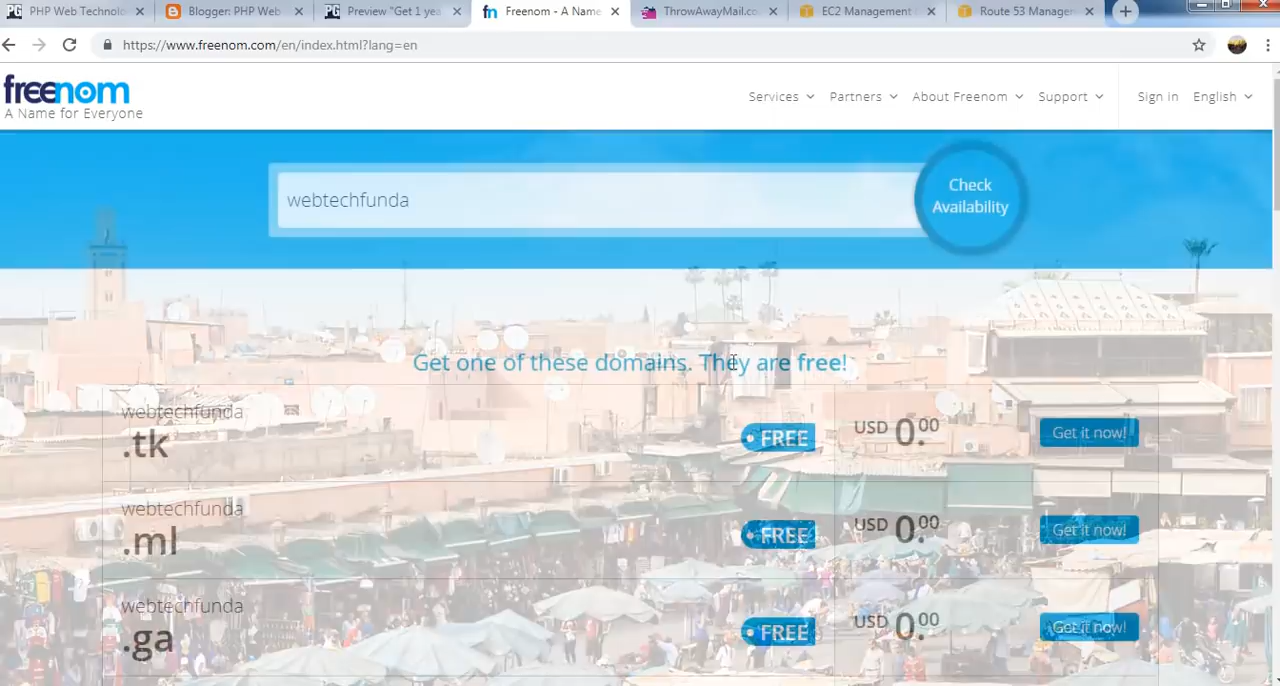 PHP Web Technolo
Blogger: PHP Web
Preview "Get 1 yea
Freenom - A Name
ThrowAwayMail.co
EC2 Management
Route 53 Manager
https://www.freenom.com/en/index.html?lang=en
freenom
A Name for Everyone
Services
Partners
About Freenom
Support
Sign in
English
webtechfunda
Check
Availability
Get one of these domains. They are free!
webtechfunda
.tk
FREE
USD 0.00
Get it now!
webtechfunda
.ml
FREE
USD 0.00
Get it now!
webtechfunda
.ga
FREE
USD 0.00
Get it now!